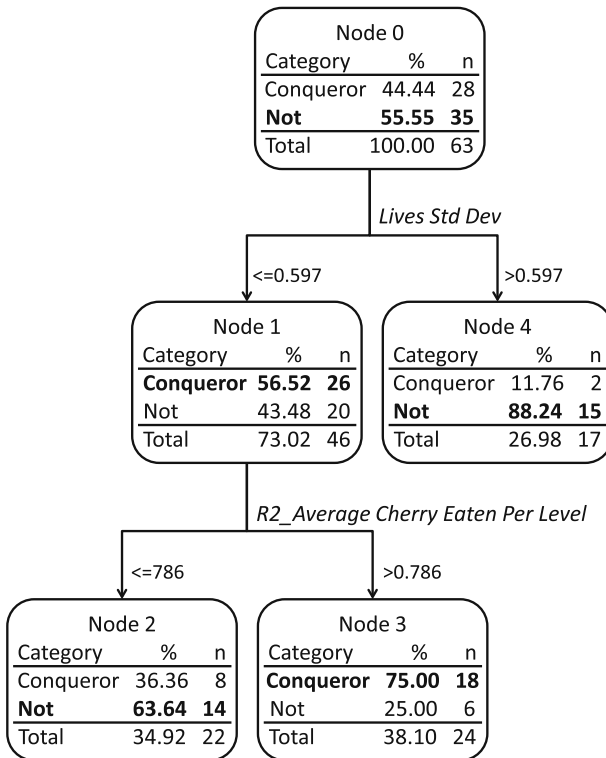 Node 0
Category % n
Conqueror 44.44 28
Not 55.55 35
Total 100.00 63
Lives Std Dev
<=0.597 >0.597
Node 1
Category % n
Conqueror 56.52 26
Not 43.48 20
Total 73.02 46
Node 4
Category % n
Conqueror 11.76 2
Not 88.24 15
Total 26.98 17
R2_Average Cherry Eaten Per Level
<=786 >0.786
Node 2
Category % n
Conqueror 36.36 8
Not 63.64 14
Total 34.92 22
Node 3
Category % n
Conqueror 75.00 18
Not 25.00 6
Total 38.10 24